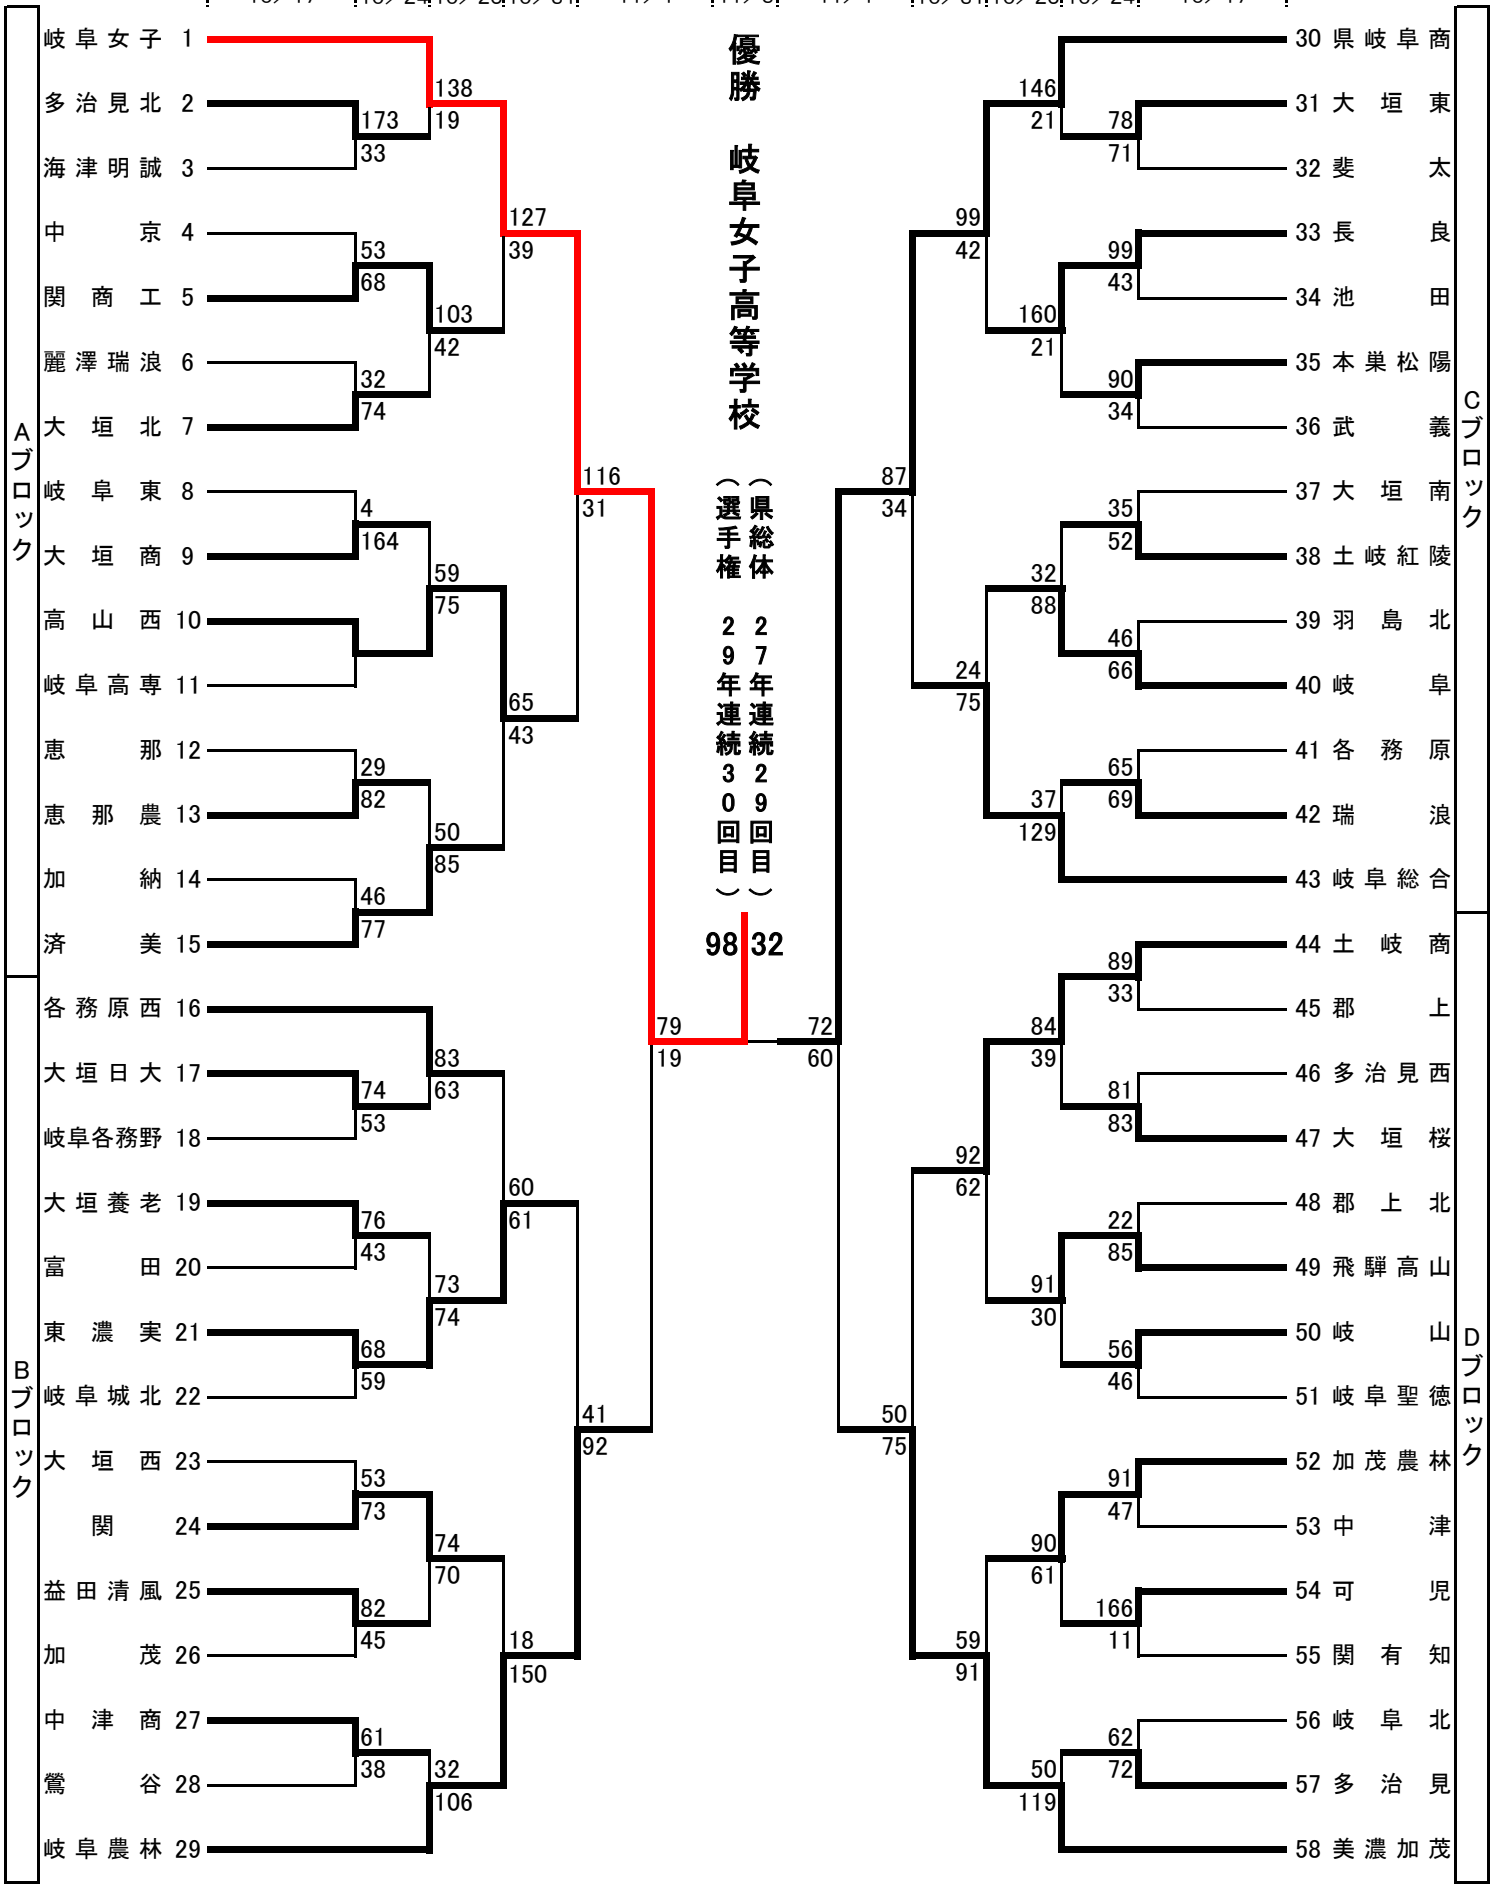 Aブロック
岐阜女子 1
多治見北 2
海津明誠 3
中京 4
関商工 5
麗澤瑞浪 6
大垣北 7
岐阜東 8
大垣商 9
高山西 10
岐阜高専 11
恵那 12
恵那農 13
加納 14
済美 15
Bブロック
各務原西 16
大垣日大 17
岐阜各務野 18
大垣養老 19
富田 20
東濃実 21
岐阜城北 22
大垣西 23
関 24
益田清風 25
加茂 26
中津商 27
鶯谷 28
岐阜農林 29
173
33
53
68
32
74
4
164
29
82
46
77
74
53
76
43
68
59
53
73
82
45
61
38
138
19
103
42
59
75
50
85
83
63
73
74
74
70
32
106
127
39
65
43
60
61
18
150
116
31
41
92
79
19
優勝 岐阜女子高等学校
(県総体 27年連続29回目)
(選手権 29年連続30回目)
98 32
72
60
87
34
50
75
99
42
24
75
92
62
59
91
146
21
160
21
32
88
37
129
84
39
91
30
90
61
50
119
78
71
99
43
90
34
35
52
46
66
65
69
89
33
81
83
22
85
56
46
91
47
166
11
62
72
30 県岐阜商
31 大垣東
32 斐太
33 長良
34 池田
35 本巣松陽
36 武義
37 大垣南
38 土岐紅陵
39 羽島北
40 岐阜
41 各務原
42 瑞浪
43 岐阜総合
Cブロック
44 土岐商
45 郡上
46 多治見西
47 大垣桜
48 郡上北
49 飛騨高山
50 岐山
51 岐阜聖徳
52 加茂農林
53 中津
54 可児
55 関有知
56 岐阜北
57 多治見
58 美濃加茂
Dブロック